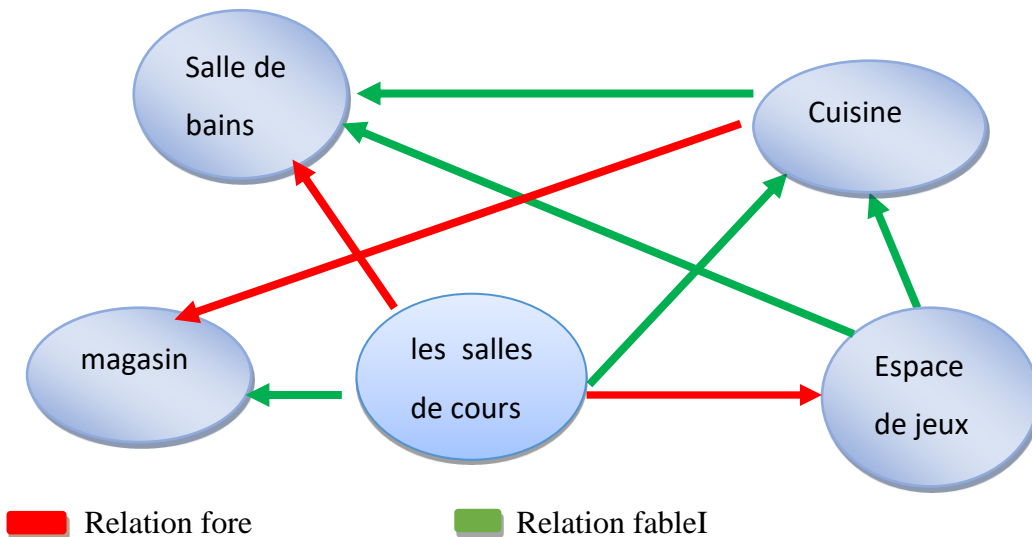 Salle de
bains
Cuisine
magasin
les salles
de cours
Espace
de jeux
Relation fore
Relation fableI